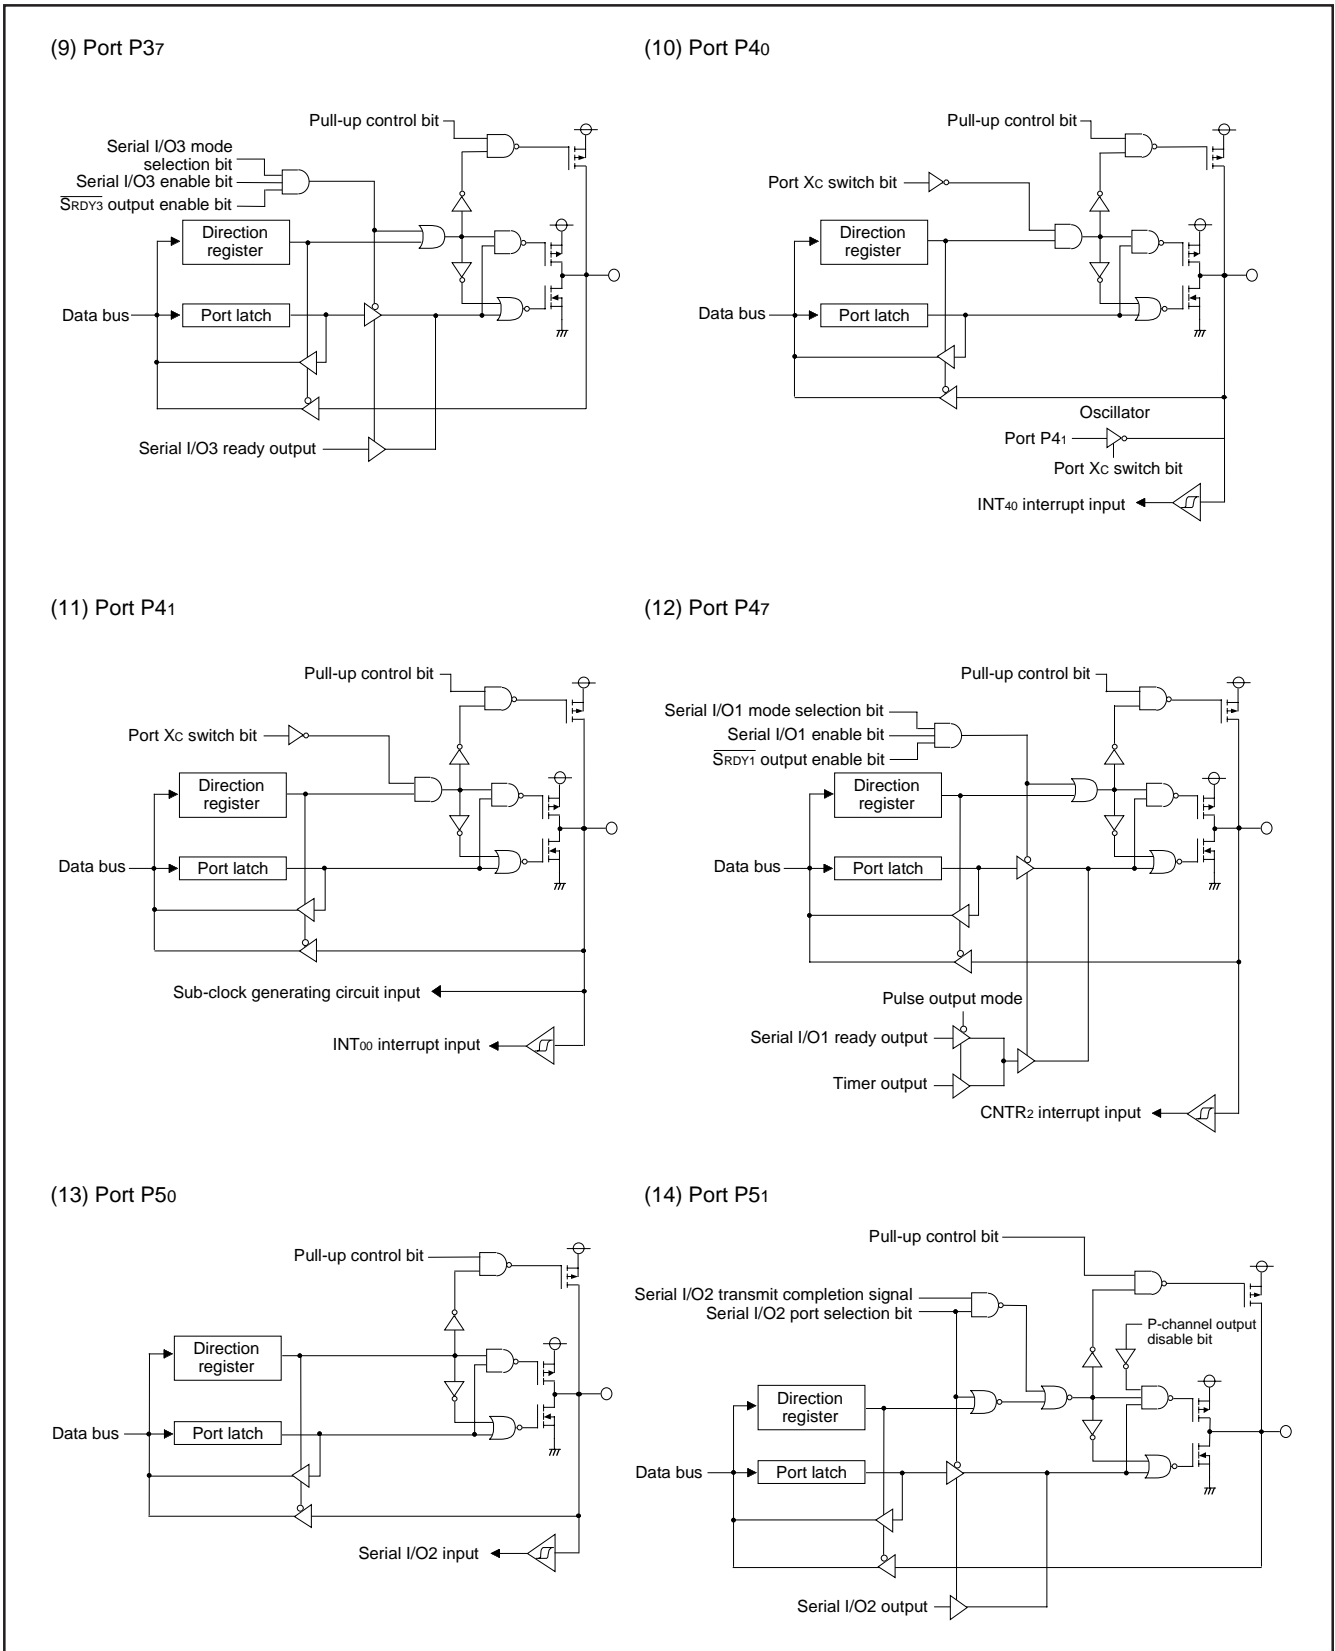 (9) Port P37
Pull-up control bit
Serial I/O3 mode
selection bit
Serial I/O3 enable bit
SRDY3 output enable bit
Direction
register
Data bus
Port latch
Serial I/O3 ready output
(10) Port P40
Pull-up control bit
Port XC switch bit
Direction
register
Data bus
Port latch
Oscillator
Port P41
Port XC switch bit
INT40 interrupt input
(11) Port P41
Pull-up control bit
Port XC switch bit
Direction
register
Data bus
Port latch
Sub-clock generating circuit input
INT00 interrupt input
(12) Port P47
Pull-up control bit
Serial I/O1 mode selection bit
Serial I/O1 enable bit
SRDY1 output enable bit
Direction
register
Data bus
Port latch
Pulse output mode
Serial I/O1 ready output
Timer output
CNTR2 interrupt input
(13) Port P50
Pull-up control bit
Direction
register
Data bus
Port latch
Serial I/O2 input
(14) Port P51
Pull-up control bit
Serial I/O2 transmit completion signal
Serial I/O2 port selection bit
P-channel output
disable bit
Direction
register
Data bus
Port latch
Serial I/O2 output